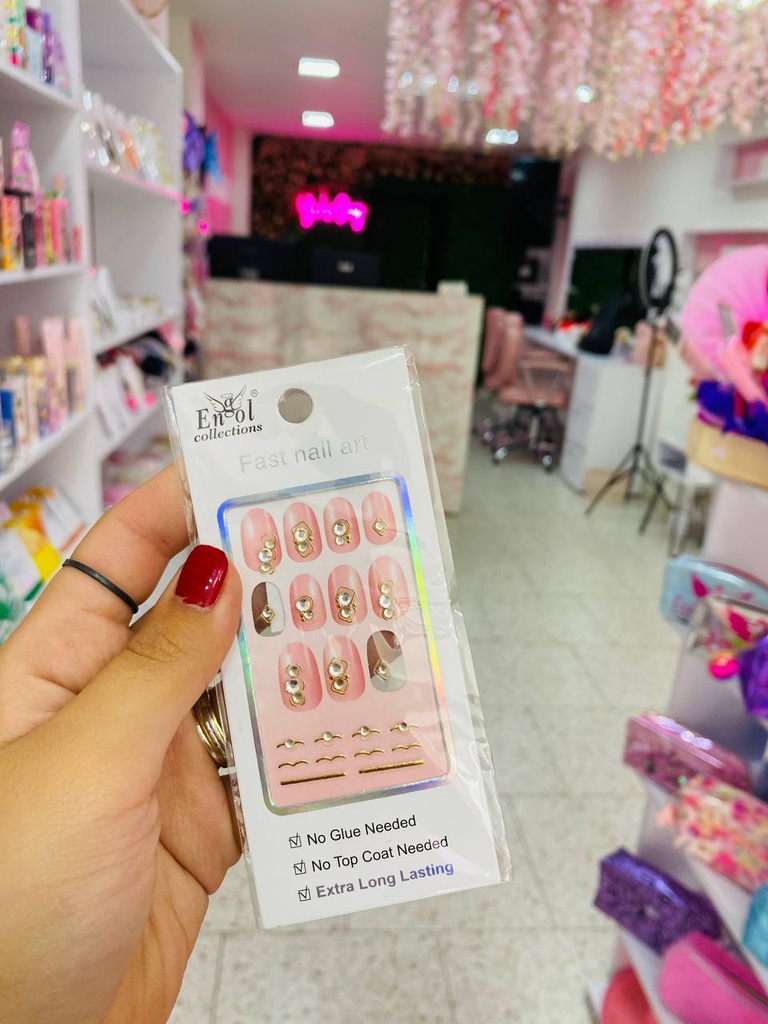 Engol ®
collections
Fast nail art
☑ No Glue Needed
☑ No Top Coat Needed
☑ Extra Long Lasting